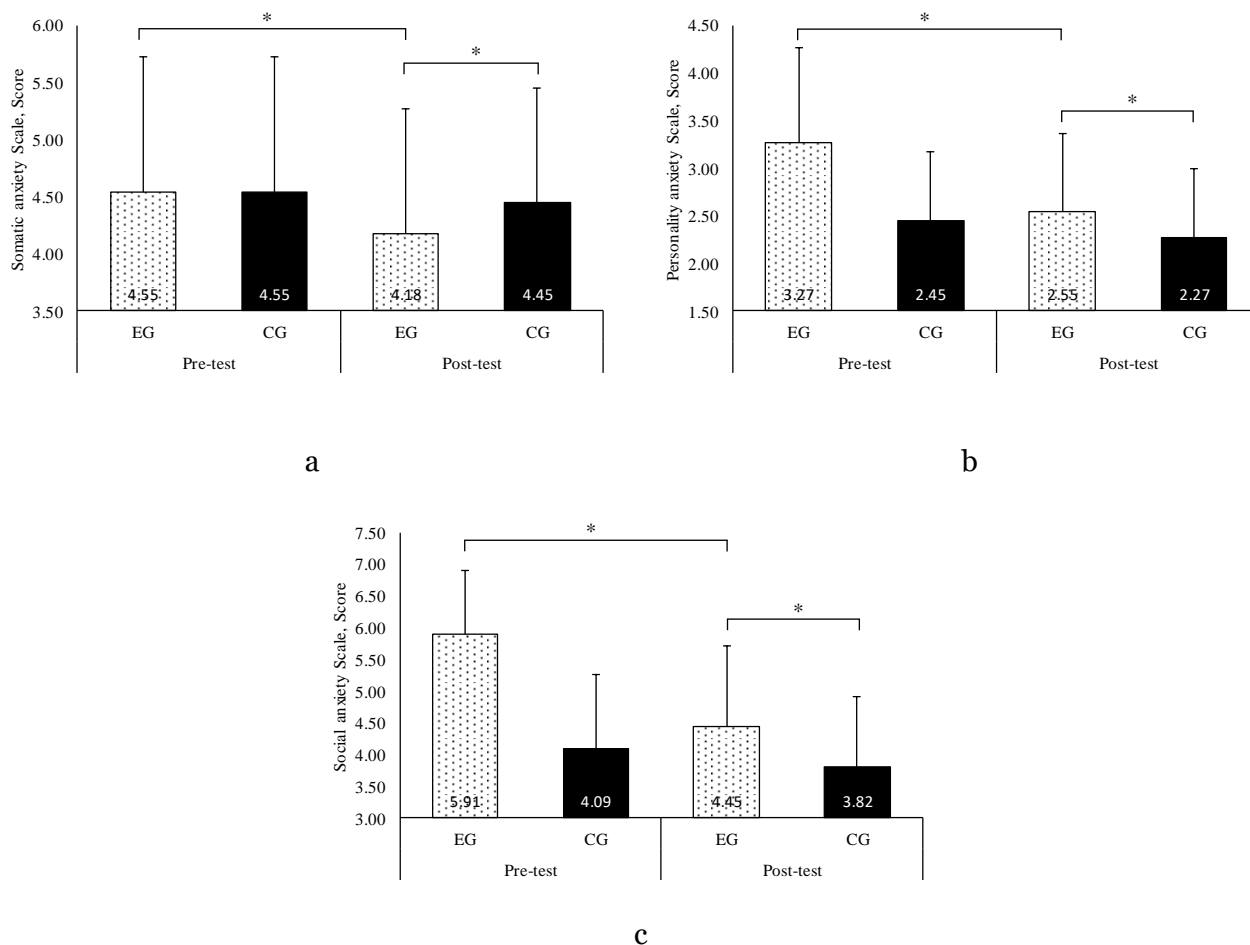 Somatic anxiety Scale, Score
6.00
5.50
5.00
4.50
4.00
3.50
*
*
4.55
4.55
4.18
4.45
EG
CG
EG
CG
Pre-test
Post-test
a
Personality anxiety Scale, Score
4.50
4.00
3.50
3.00
2.50
2.00
1.50
*
*
3.27
2.45
2.55
2.27
EG
CG
EG
CG
Pre-test
Post-test
b
Social anxiety Scale, Score
7.50
7.00
6.50
6.00
5.50
5.00
4.50
4.00
3.50
3.00
*
*
5.91
4.09
4.45
3.82
EG
CG
EG
CG
Pre-test
Post-test
c